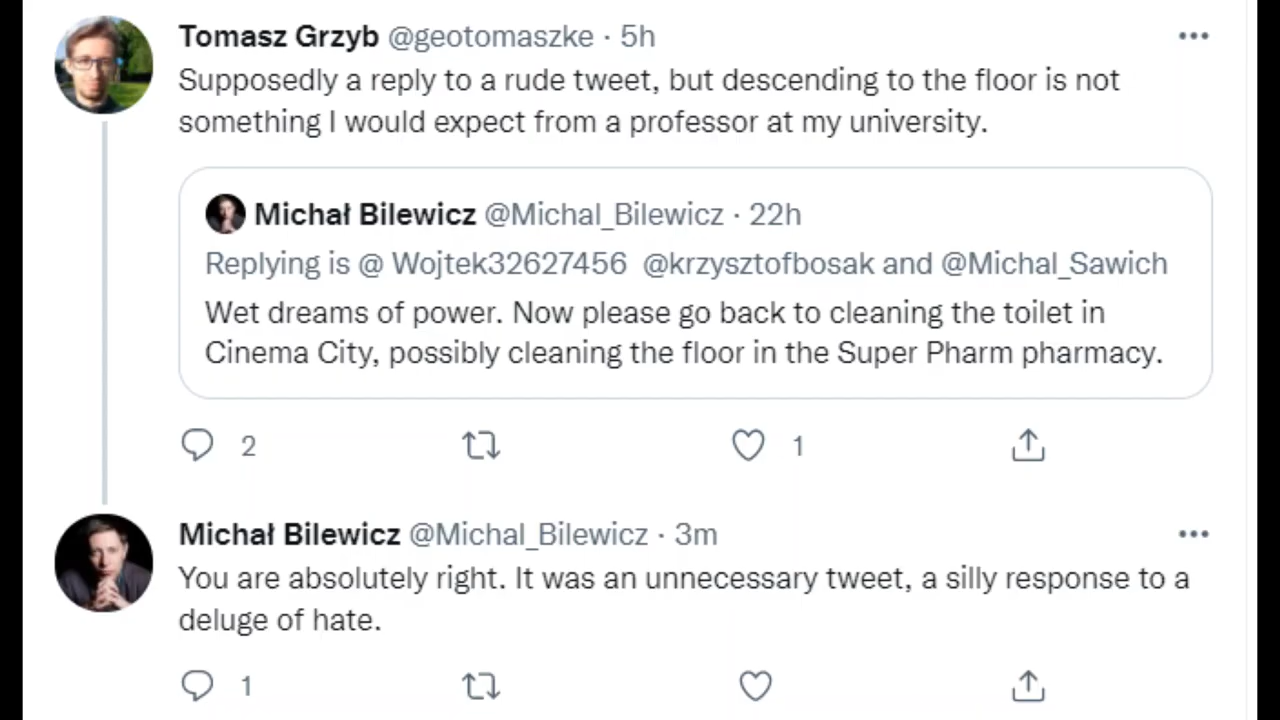 Tomasz Grzyb @geotomaszke · 5h
Supposedly a reply to a rude tweet, but descending to the floor is not
something I would expect from a professor at my university.
Michał Bilewicz @Michal_Bilewicz · 22h
Replying is @ Wojtek32627456 @krzysztofbosak and @Michal_Sawich
Wet dreams of power. Now please go back to cleaning the toilet in
Cinema City, possibly cleaning the floor in the Super Pharm pharmacy.
2 1
Michał Bilewicz @Michal_Bilewicz · 3m
You are absolutely right. It was an unnecessary tweet, a silly response to a
deluge of hate.
1